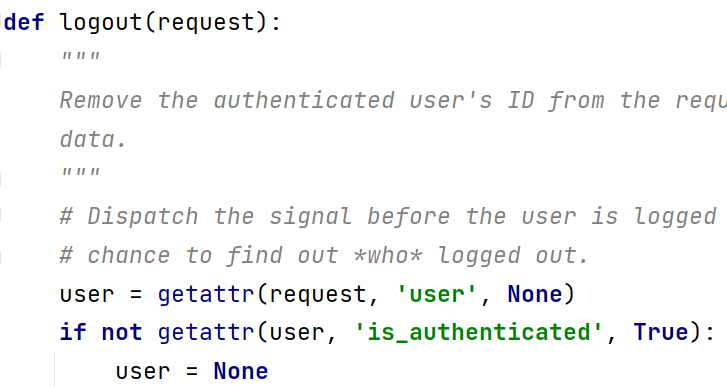 def logout(request):
"""
Remove the authenticated user's ID from the
data.
"""
# Dispatch the signal before the user is logged
# chance to find out *who* logged out.
user = getattr(request, 'user', None)
if not getattr(user, 'is_authenticated', True):
user = None